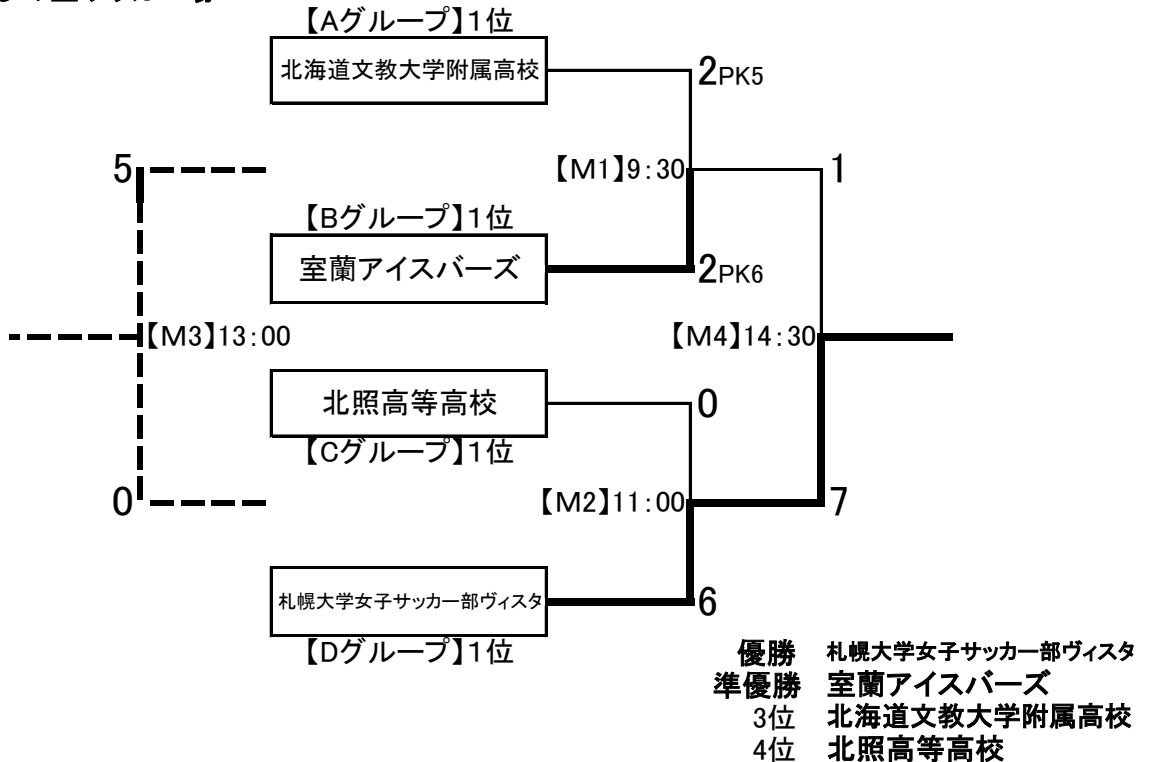 【Aグループ】1位
北海道文教大学附属高校
2PK5
5
【M1】9:30
1
【Bグループ】1位
室蘭アイスバーズ
2PK6
【M3】13:00
【M4】14:30
北照高等高校
0
【Cグループ】1位
0
【M2】11:00
7
札幌大学女子サッカー部ヴィスタ
6
【Dグループ】1位
優勝 札幌大学女子サッカー部ヴィスタ
準優勝 室蘭アイスバーズ
3位 北海道文教大学附属高校
4位 北照高等高校